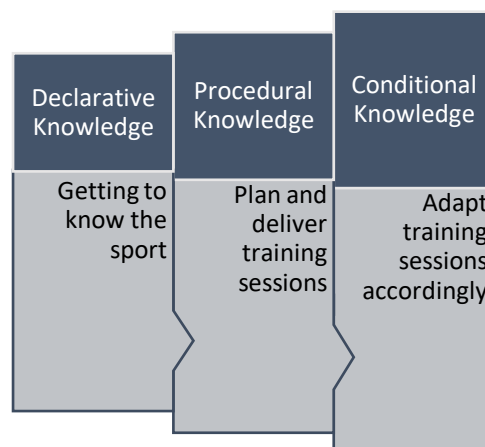 Declarative
Knowledge
Getting to
know the
sport
Procedural
Knowledge
Plan and
deliver
training
sessions
Conditional
Knowledge
Adapt
training
sessions
accordingly